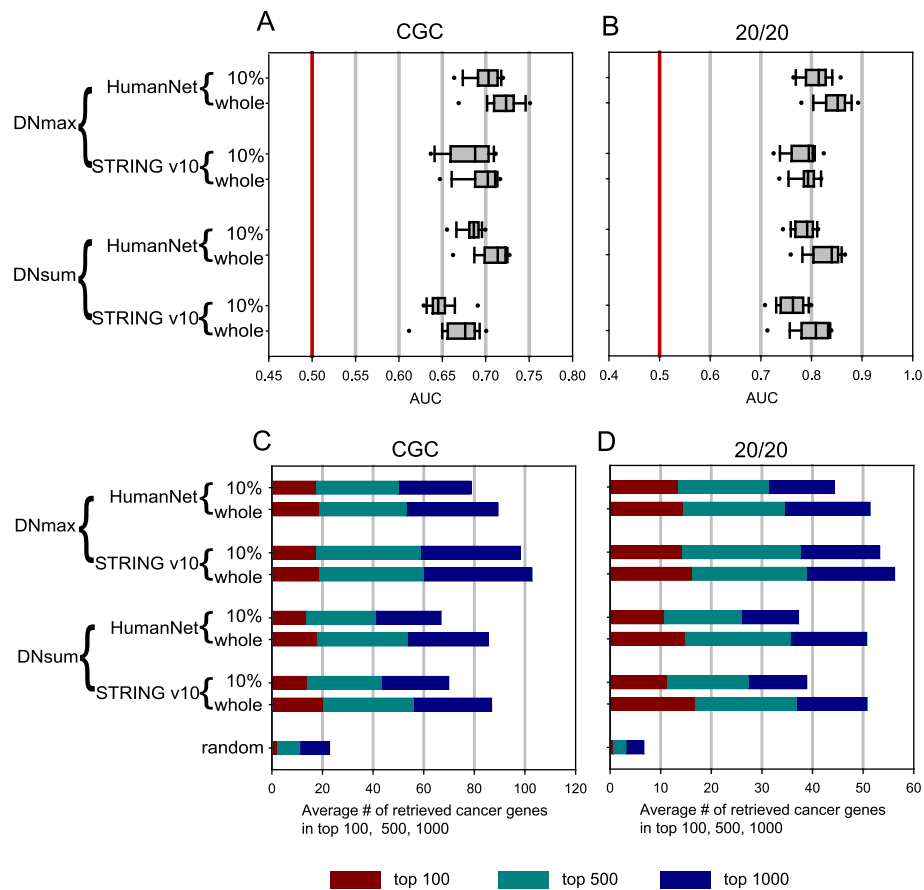 A
CGC
B
20/20
DNmax
HumanNet
10%
whole
STRING v10
10%
whole
DNsum
HumanNet
10%
whole
STRING v10
10%
whole
0.45 0.50 0.55 0.60 0.65 0.70 0.75 0.80
AUC
0.4 0.5 0.6 0.7 0.8 0.9 1.0
AUC
C
CGC
D
20/20
DNmax
HumanNet
10%
whole
STRING v10
10%
whole
DNsum
HumanNet
10%
whole
STRING v10
10%
whole
random
0 20 40 60 80 100 120
Average # of retrieved cancer genes
in top 100, 500, 1000
0 10 20 30 40 50 60
Average # of retrieved cancer genes
in top 100, 500, 1000
top 100 top 500 top 1000